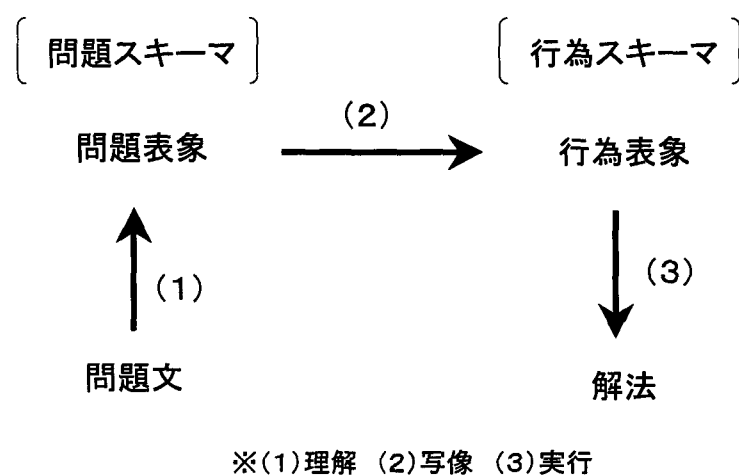 〔問題スキーマ〕
〔行為スキーマ〕
(2)
問題表象
行為表象
(1)
(3)
問題文
解法
※(1)理解 (2)写像 (3)実行